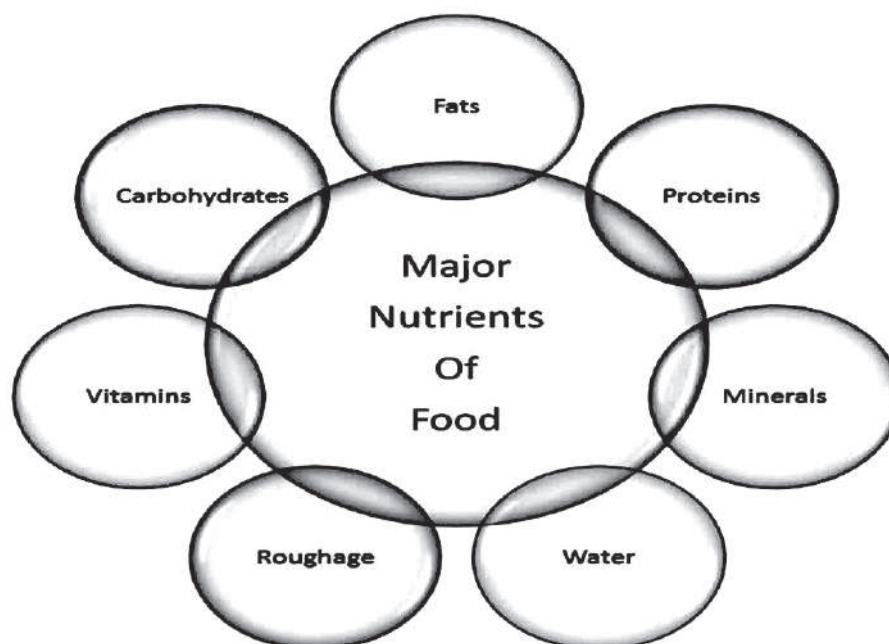 Fats
Carbohydrates
Proteins
Major
Nutrients
Of
Food
Vitamins
Minerals
Roughage
Water